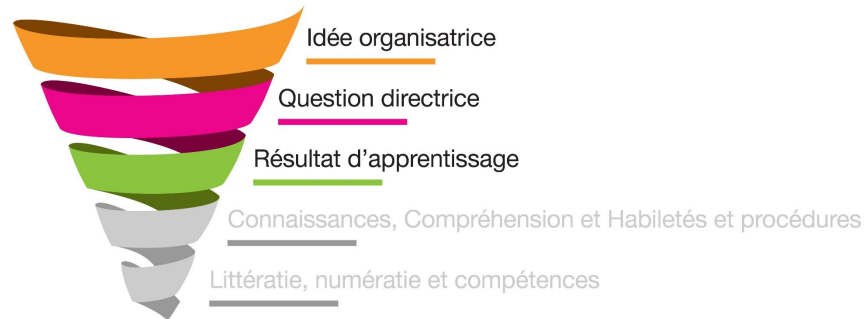 Idée organisatrice
Question directrice
Résultat d'apprentissage
Connaissances, Compréhension et Habiletés et procédures
Littératie, numératie et compétences